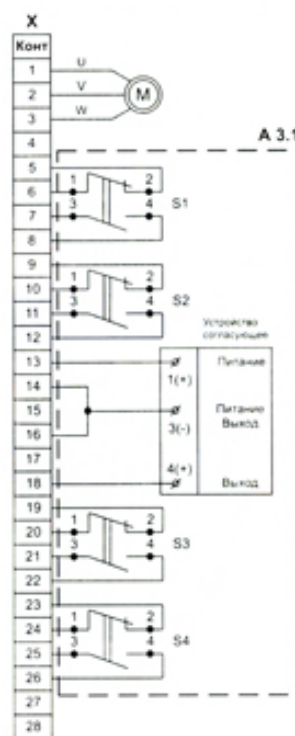 X
Конт
1 U
2 V M
3 W
4
А 3.1
5
6 1 2
S1
7 3 4
8
9
10 1 2
S2
11 3 4
12
Устройство
согласующее
13 Питание
1(+)
14
15 Питание
3(-) Выход
16
17
4(+)
18 Выход
19
20 1 2
S3
21 3 4
22
23
24 1 2
S4
25 3 4
26
27
28